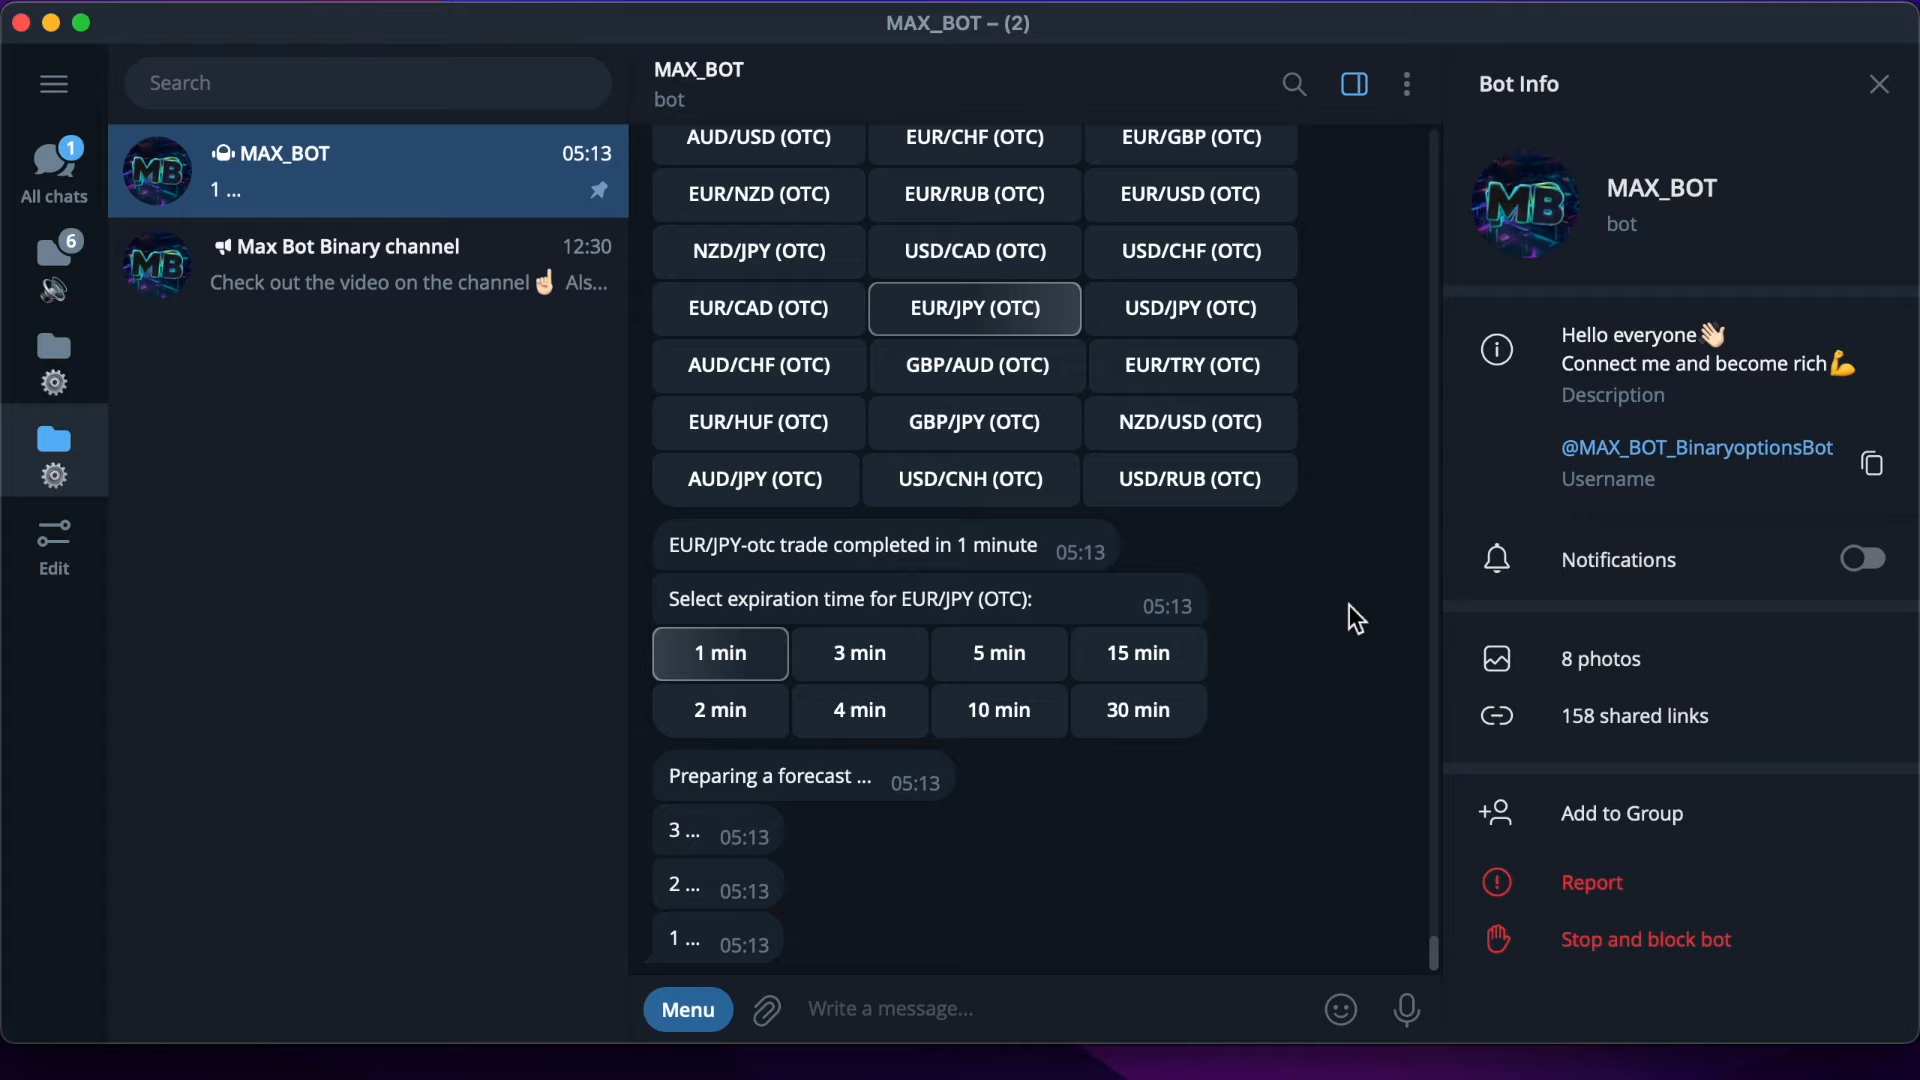 MAX_BOT – (2)
Search
1
All chats
6
Edit
MAX_BOT 05:13
1 ...
Max Bot Binary channel 12:30
Check out the video on the channel☝🏻 Als...
MB
MB
MAX_BOT
bot
AUD/USD (OTC) EUR/CHF (OTC) EUR/GBP (OTC)
EUR/NZD (OTC) EUR/RUB (OTC) EUR/USD (OTC)
NZD/JPY (OTC) USD/CAD (OTC) USD/CHF (OTC)
EUR/CAD (OTC) EUR/JPY (OTC) USD/JPY (OTC)
AUD/CHF (OTC) GBP/AUD (OTC) EUR/TRY (OTC)
EUR/HUF (OTC) GBP/JPY (OTC) NZD/USD (OTC)
AUD/JPY (OTC) USD/CNH (OTC) USD/RUB (OTC)
EUR/JPY-otc trade completed in 1 minute 05:13
Select expiration time for EUR/JPY (OTC): 05:13
1 min 3 min 5 min 15 min
2 min 4 min 10 min 30 min
Preparing a forecast ... 05:13
3 ... 05:13
2 ... 05:13
1 ... 05:13
Menu Write a message...
Bot Info
MB
MAX_BOT
bot
Hello everyone👋🏻
Connect me and become rich💪
Description
@MAX_BOT_BinaryoptionsBot
Username
Notifications
8 photos
158 shared links
Add to Group
Report
Stop and block bot